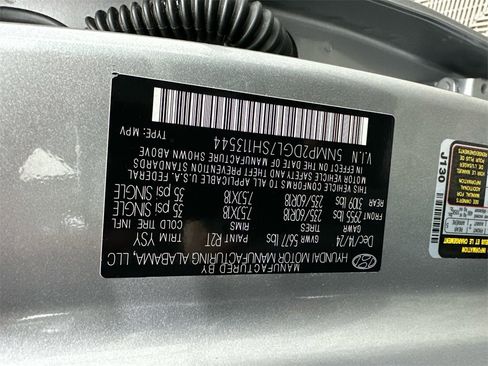 MANUFACTURED BY
HYUNDAI MOTOR MANUFACTURING ALABAMA, LLC
Dec/14/24 GVWR 5677 lbs PAINT R2T TRIM YSY
GAWR TIRES RIMS COLD TIRE INF.
FRONT 2955 lbs 235/60R18 7.5JX18 35 PSI SINGLE
REAR 3109 lbs 235/60R18 7.5JX18 35 PSI SINGLE
THIS VEHICLE CONFORMS TO ALL APPLICABLE U.S.A. FEDERAL
MOTOR VEHICLE SAFETY AND THEFT PREVENTION STANDARDS
IN EFFECT ON THE DATE OF MANUFACTURE SHOWN ABOVE
V.I.N 5NMP2DGL7SH113544 TYPE: MPV
J130